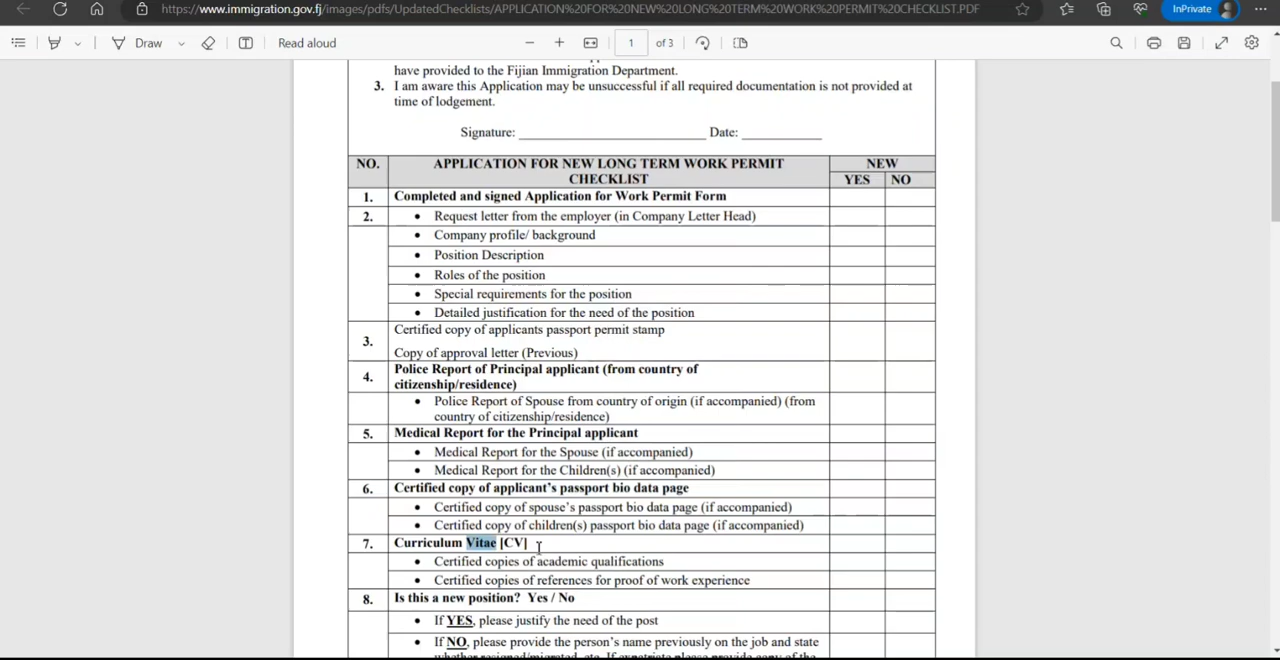 https://www.immigration.gov.fj/images/pdfs/UpdatedChecklists/APPLICATION%20FOR%20NEW%20LONG%20TERM%20WORK%20PERMIT%20CHECKLIST.PDF
InPrivate
Draw
Read aloud
1
of 3
have provided to the Fijian Immigration Department.
3. I am aware this Application may be unsuccessful if all required documentation is not provided at
time of lodgement.
Signature: Date:
NO. APPLICATION FOR NEW LONG TERM WORK PERMIT NEW
CHECKLIST YES NO
1. Completed and signed Application for Work Permit Form
2. • Request letter from the employer (in Company Letter Head)
• Company profile/ background
• Position Description
• Roles of the position
• Special requirements for the position
• Detailed justification for the need of the position
Certified copy of applicants passport permit stamp
3.
Copy of approval letter (Previous)
Police Report of Principal applicant (from country of
4.
citizenship/residence)
• Police Report of Spouse from country of origin (if accompanied) (from
country of citizenship/residence)
5. Medical Report for the Principal applicant
• Medical Report for the Spouse (if accompanied)
• Medical Report for the Children(s) (if accompanied)
6. Certified copy of applicant's passport bio data page
• Certified copy of spouse's passport bio data page (if accompanied)
• Certified copy of children(s) passport bio data page (if accompanied)
7. Curriculum Vitae [CV]
• Certified copies of academic qualifications
• Certified copies of references for proof of work experience
8. Is this a new position? Yes / No
• If YES, please justify the need of the post
• If NO, please provide the person's name previously on the job and state